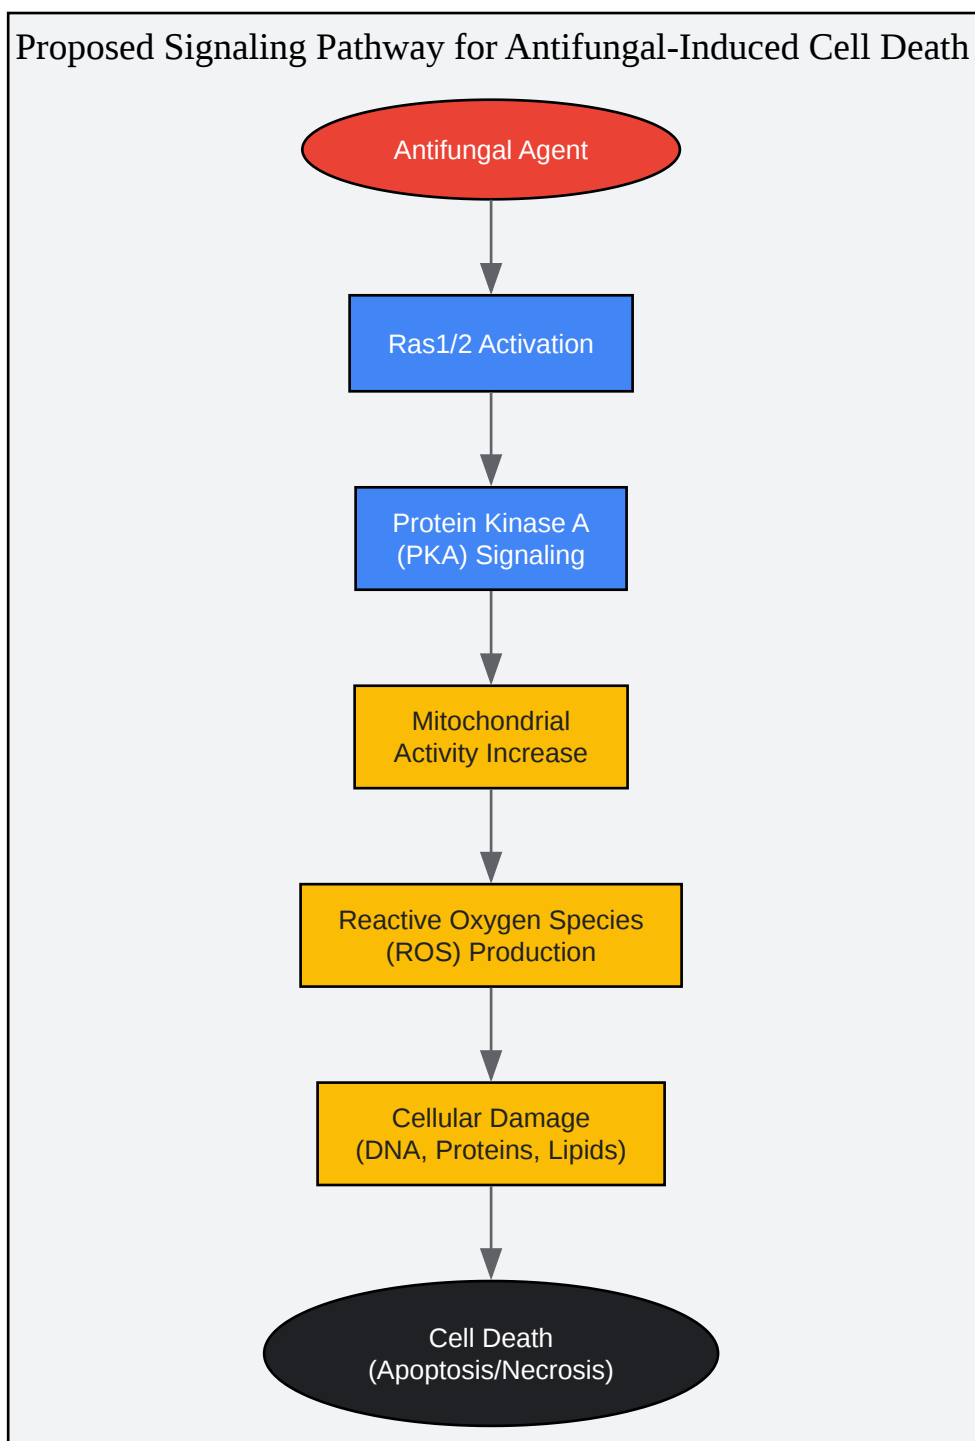 Proposed Signaling Pathway for Antifungal-Induced Cell Death
Antifungal Agent
Ras1/2 Activation
Protein Kinase A
(PKA) Signaling
Mitochondrial
Activity Increase
Reactive Oxygen Species
(ROS) Production
Cellular Damage
(DNA, Proteins, Lipids)
Cell Death
(Apoptosis/Necrosis)